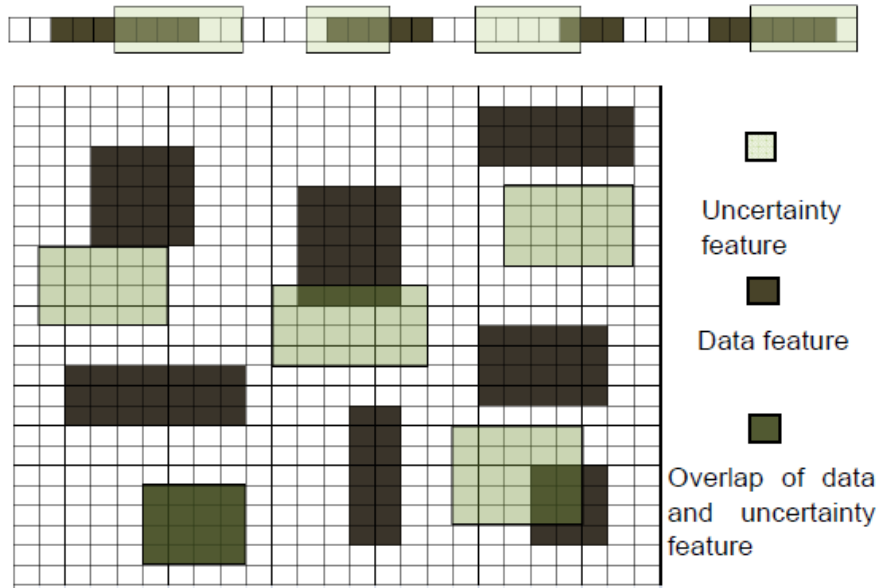 Uncertainty
feature
Data feature
Overlap of data
and uncertainty
feature